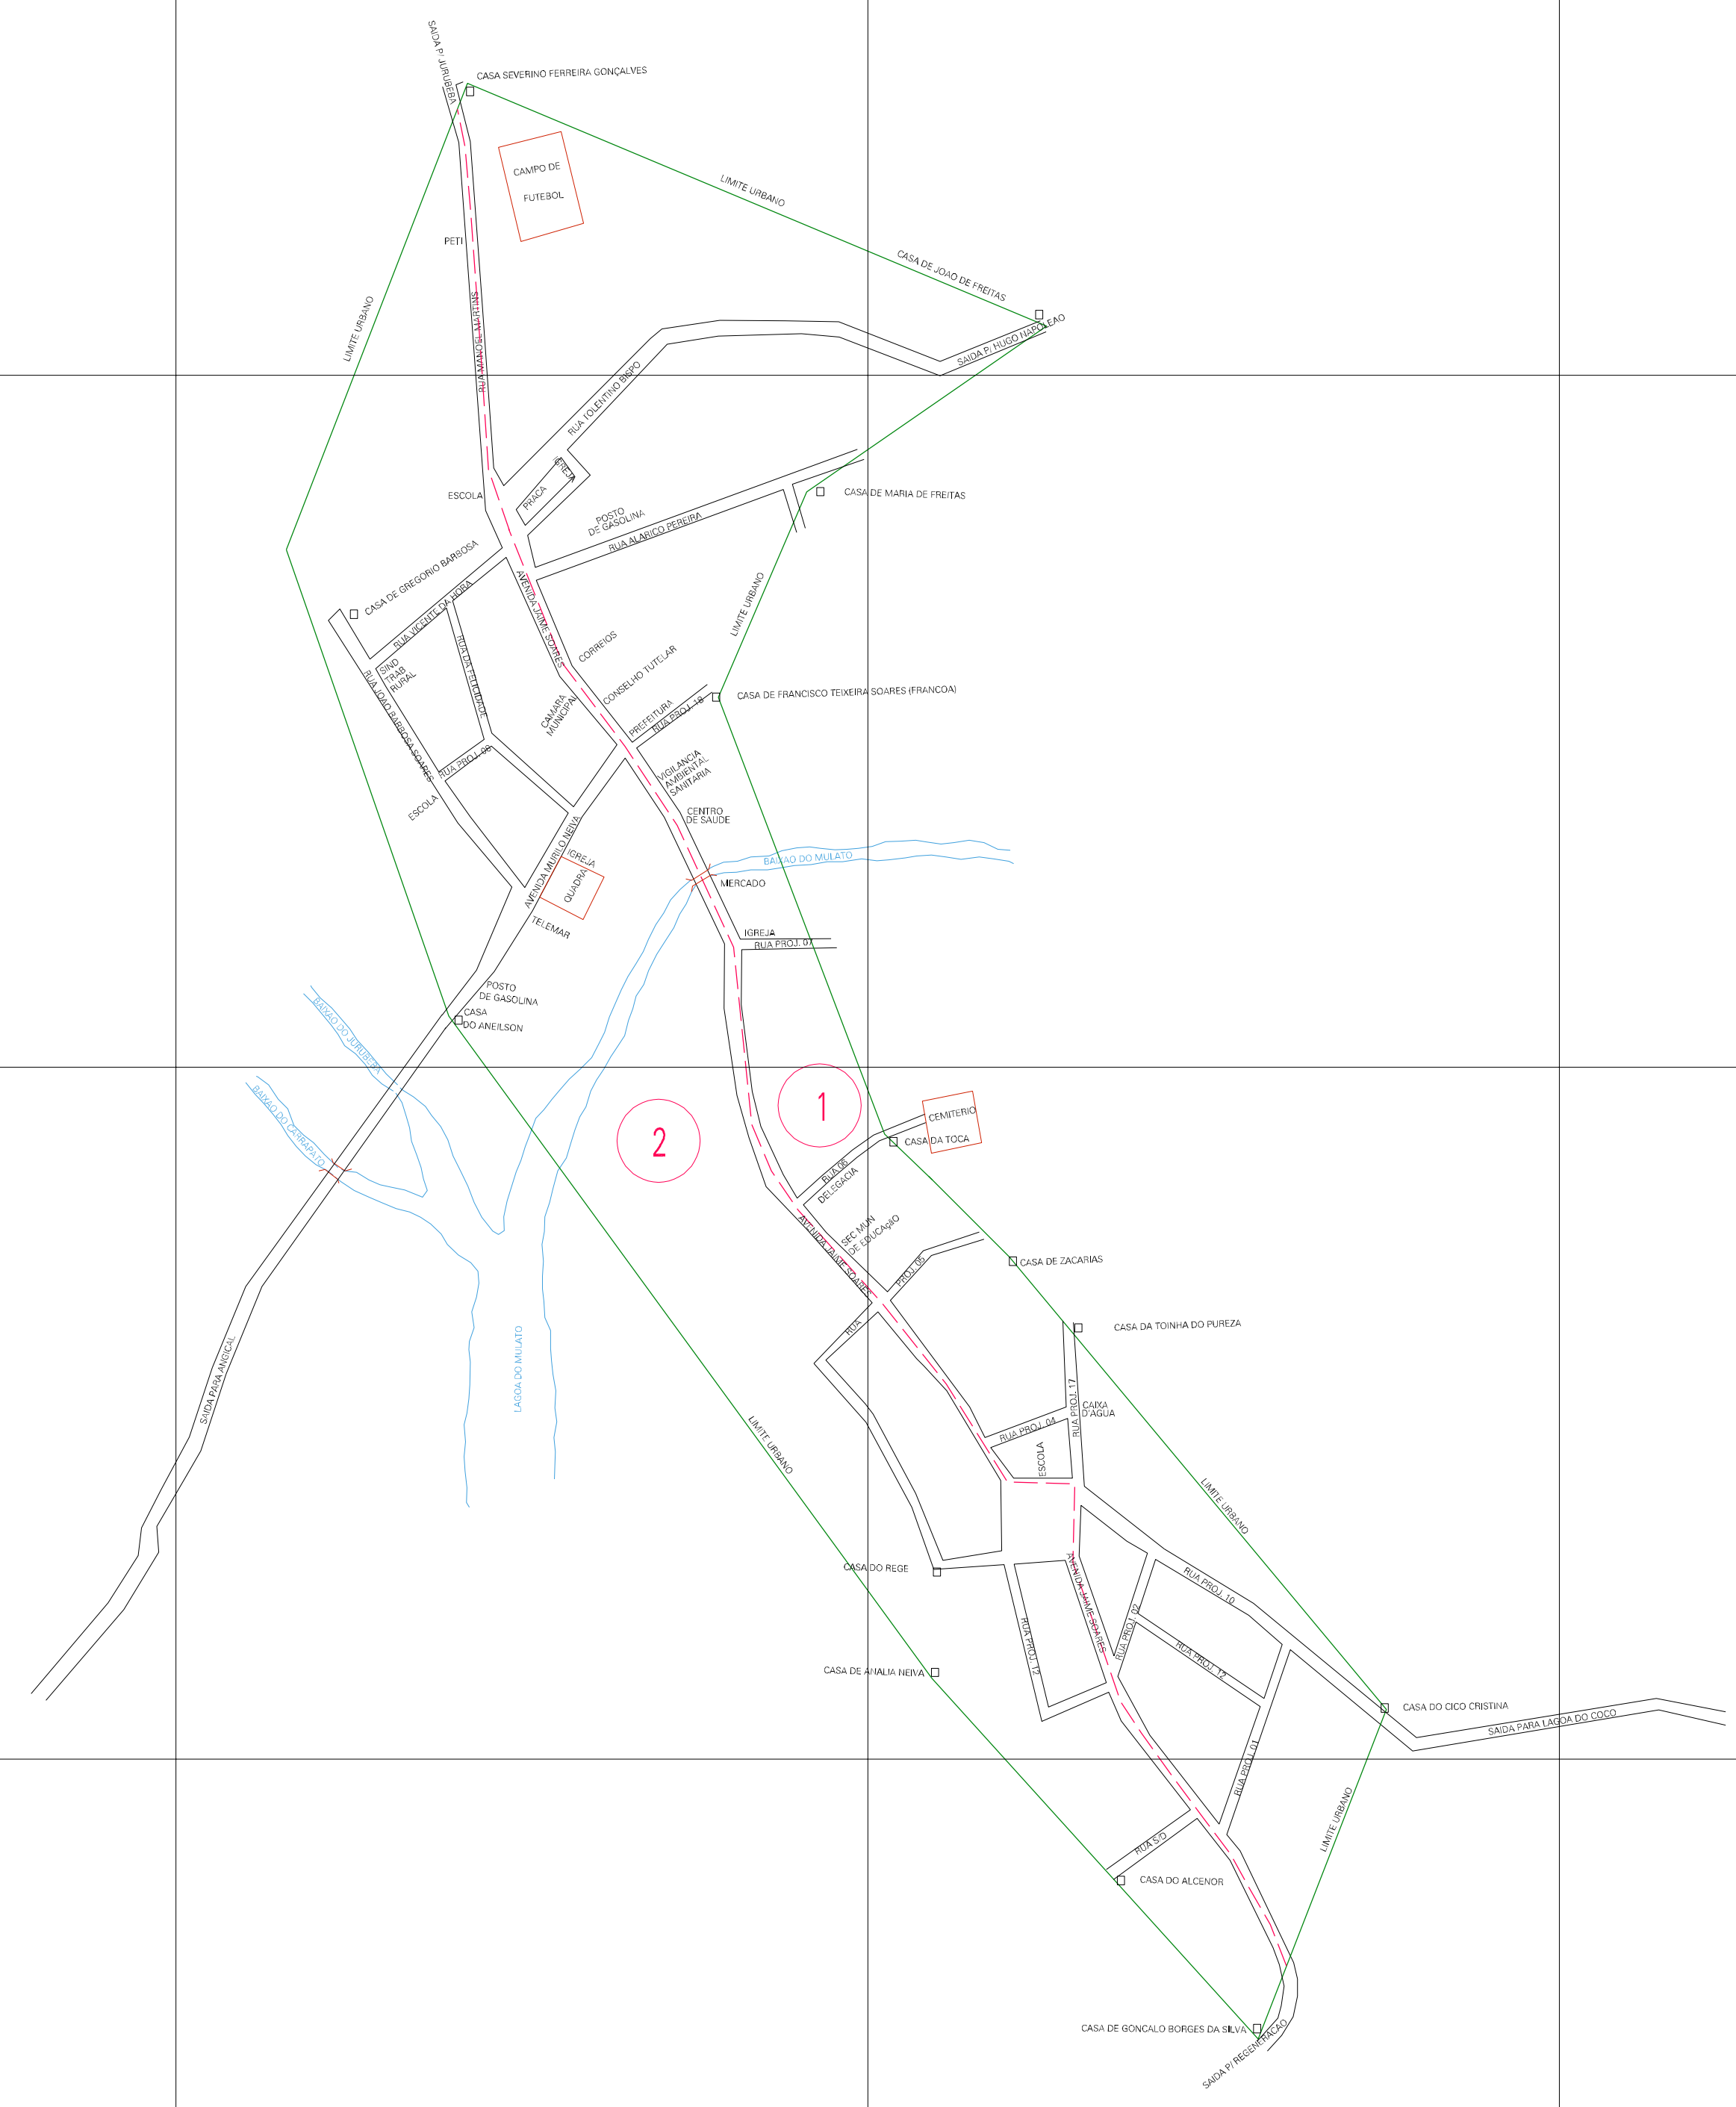 SAIDA P/ JURUBEBA
CASA SEVERINO FERREIRA GONÇALVES
CAMPO DE
FUTEBOL
LIMITE URBANO
PETI
CASA DE JOAO DE FREITAS
LIMITE URBANO
RUA MANOEL MARTINS
SAIDA P/ HUGO NAPOLEAO
RUA TOLENTINO BISPO
IGREJA
PRACA
ESCOLA
CASA DE MARIA DE FREITAS
POSTO
DE GASOLINA
RUA ALARICO PEREIRA
CASA DE GREGORIO BARBOSA
RUA VICENTE DA HORA
AVENIDA JAIME SOARES
LIMITE URBANO
CORREIOS
SIND
TRAB
RURAL
RUA DA FELICIDADE
CONSELHO TUTELAR
RUA JOAO BARBOSA SOARES
CAMARA
MUNICIPAL
PREFEITURA
RUA PROJ. 18
CASA DE FRANCISCO TEIXEIRA SOARES (FRANCOA)
RUA PROJ. 08
VIGILANCIA
AMBIENTAL
SANITARIA
ESCOLA
CENTRO
DE SAUDE
AVENIDA MURILO NEIVA
IGREJA
BAIXAO DO MULATO
QUADRA
MERCADO
TELEMAR
IGREJA
RUA PROJ. 07
POSTO
DE GASOLINA
CASA
DO ANEILSON
BAIXAO DO JURUBEBA
BAIXAO DO CARRAPATO
1
2
CEMITERIO
CASA DA TOCA
RUA 06
DELEGACIA
SEC MUN
DE EDUCAção
AVENIDA JAIME SOARES
PROJ. 05
CASA DE ZACARIAS
RUA
CASA DA TOINHA DO PUREZA
LAGOA DO MULATO
SAIDA PARA ANGICAL
RUA PROJ. 17
CAIXA
D'AGUA
RUA PROJ. 04
ESCOLA
LIMITE URBANO
LIMITE URBANO
CASA DO REGE
AVENIDA JAIME SOARES
RUA PROJ. 10
RUA PROJ. 02
RUA PROJ. 12
RUA PROJ. 12
CASA DE ANALIA NEIVA
CASA DO CICO CRISTINA
SAIDA PARA LAGOA DO COCO
RUA PROJ. 01
LIMITE URBANO
RUA S/D
CASA DO ALCENOR
CASA DE GONCALO BORGES DA SILVA
SAIDA P/ REGENERACAO